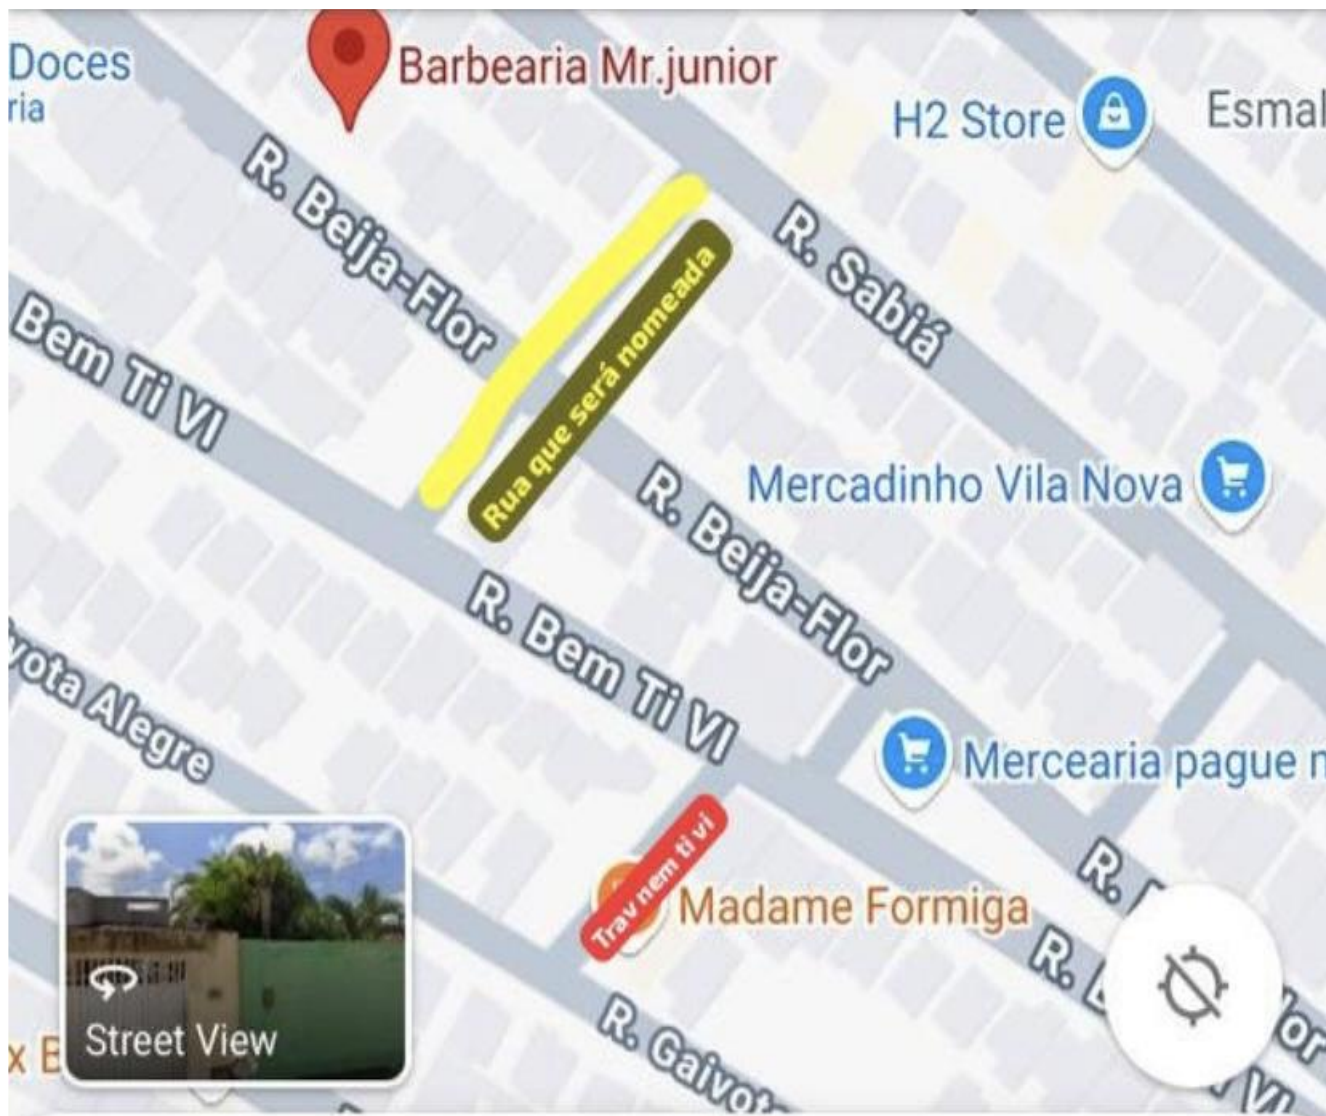 Doces
ria
Barbearia Mr.junior
H2 Store
Esmal
R. Beija-Flor
R. Sabiá
Rua que será nomeada
Bem Ti VI
Mercadinho Vila Nova
R. Beija-Flor
R. Bem Ti VI
vota Alegre
Mercearia pague n
Trav nem ti vi
Madame Formiga
R.
R.
lor
VI
Street View
x B
R. Gaivota